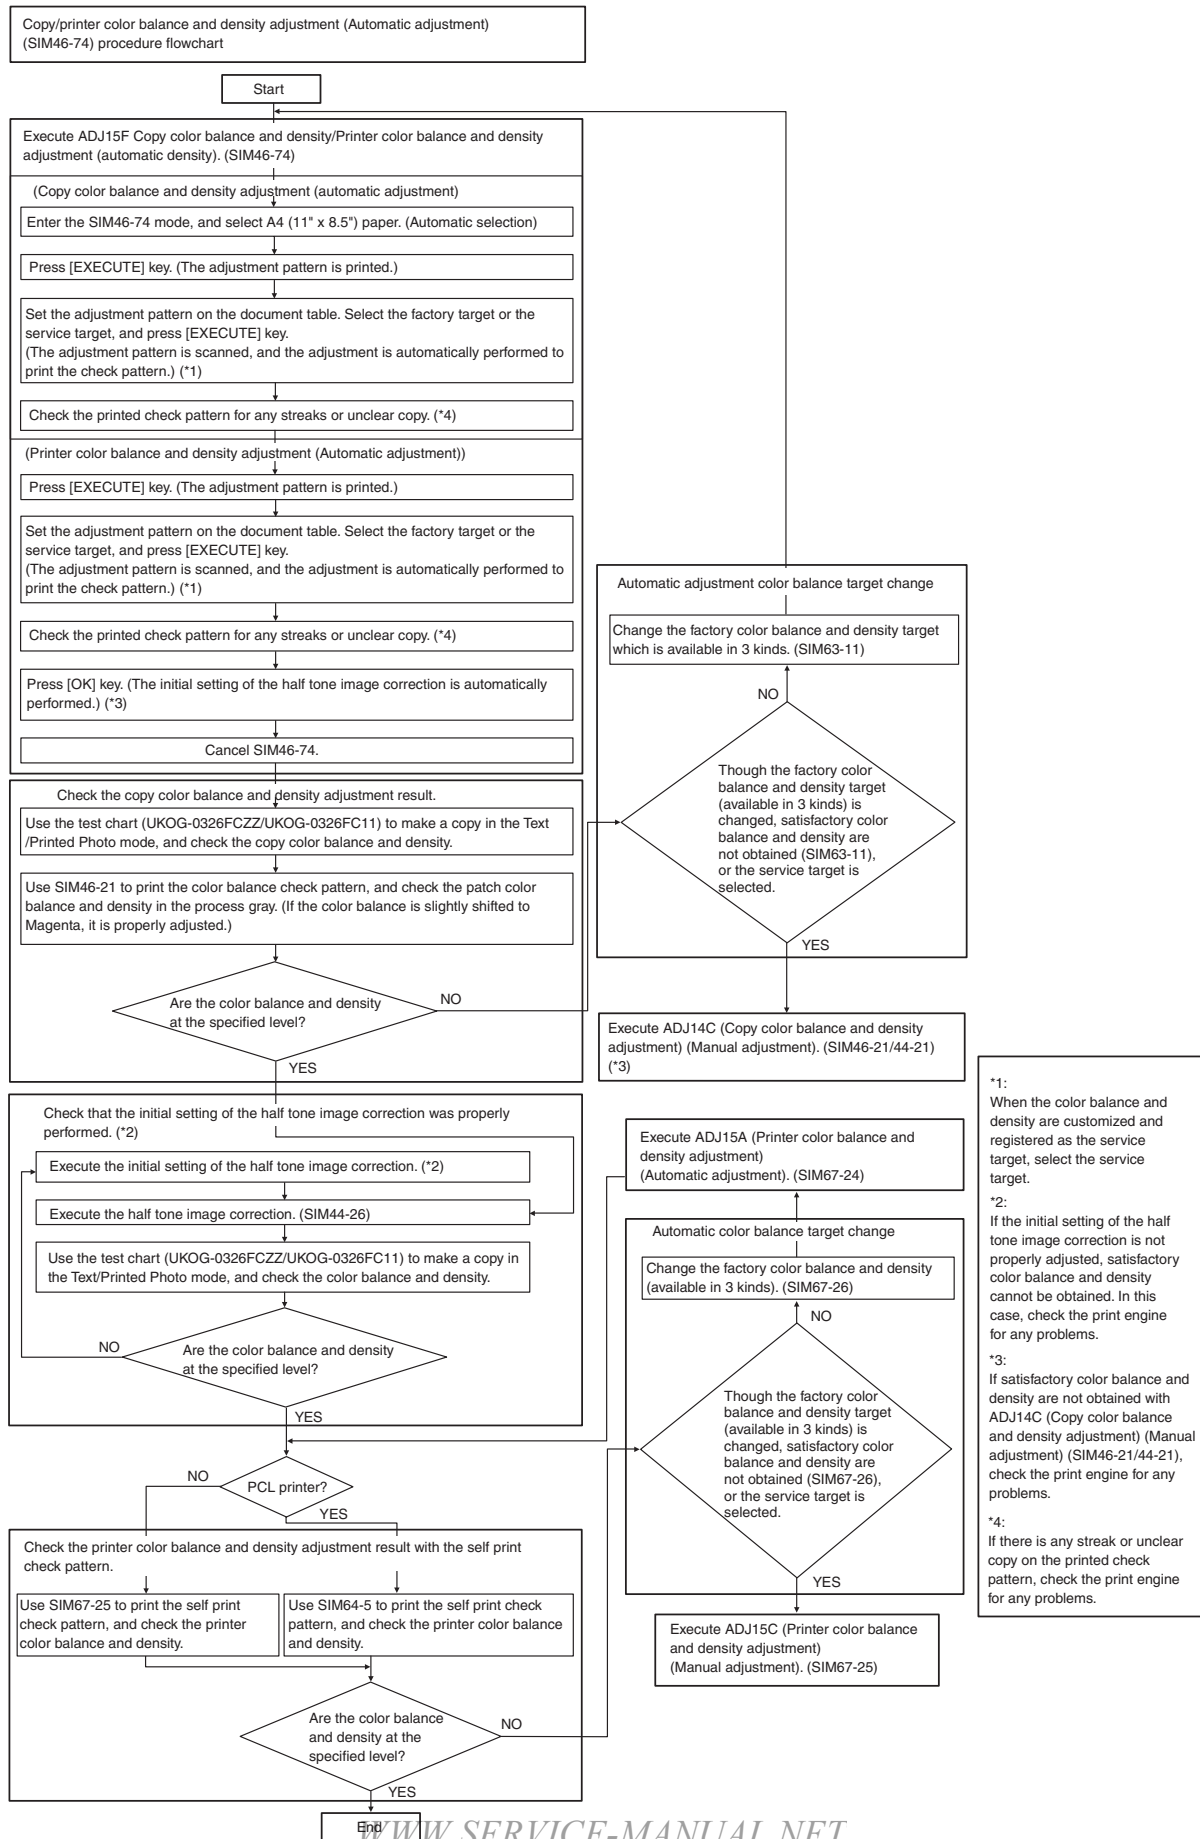 Copy/printer color balance and density adjustment (Automatic adjustment)
(SIM46-74) procedure flowchart
Start
Execute ADJ15F Copy color balance and density/Printer color balance and density
adjustment (automatic density). (SIM46-74)
(Copy color balance and density adjustment (automatic adjustment)
Enter the SIM46-74 mode, and select A4 (11" x 8.5") paper. (Automatic selection)
Press [EXECUTE] key. (The adjustment pattern is printed.)
Set the adjustment pattern on the document table. Select the factory target or the
service target, and press [EXECUTE] key.
(The adjustment pattern is scanned, and the adjustment is automatically performed to
print the check pattern.) (*1)
Check the printed check pattern for any streaks or unclear copy. (*4)
(Printer color balance and density adjustment (Automatic adjustment))
Press [EXECUTE] key. (The adjustment pattern is printed.)
Set the adjustment pattern on the document table. Select the factory target or the
service target, and press [EXECUTE] key.
(The adjustment pattern is scanned, and the adjustment is automatically performed to
print the check pattern.) (*1)
Check the printed check pattern for any streaks or unclear copy. (*4)
Press [OK] key. (The initial setting of the half tone image correction is automatically
performed.) (*3)
Cancel SIM46-74.
Check the copy color balance and density adjustment result.
Use the test chart (UKOG-0326FCZZ/UKOG-0326FC11) to make a copy in the Text
/Printed Photo mode, and check the copy color balance and density.
Use SIM46-21 to print the color balance check pattern, and check the patch color
balance and density in the process gray. (If the color balance is slightly shifted to
Magenta, it is properly adjusted.)
Are the color balance and density
at the specified level?
NO
YES
Automatic adjustment color balance target change
Change the factory color balance and density target
which is available in 3 kinds. (SIM63-11)
NO
Though the factory color
balance and density target
(available in 3 kinds) is
changed, satisfactory color
balance and density are
not obtained (SIM63-11),
or the service target is
selected.
YES
Execute ADJ14C (Copy color balance and density
adjustment) (Manual adjustment). (SIM46-21/44-21)
(*3)
Check that the initial setting of the half tone image correction was properly
performed. (*2)
Execute the initial setting of the half tone image correction. (*2)
Execute the half tone image correction. (SIM44-26)
Use the test chart (UKOG-0326FCZZ/UKOG-0326FC11) to make a copy in
the Text/Printed Photo mode, and check the color balance and density.
NO
Are the color balance and density
at the specified level?
YES
NO
PCL printer?
YES
Check the printer color balance and density adjustment result with the self print
check pattern.
Use SIM67-25 to print the self print
check pattern, and check the printer
color balance and density.
Use SIM64-5 to print the self print check
pattern, and check the printer color balance
and density.
Are the color balance
and density at the
specified level?
NO
YES
End
Execute ADJ15A (Printer color balance and
density adjustment)
(Automatic adjustment). (SIM67-24)
Automatic color balance target change
Change the factory color balance and density
(available in 3 kinds). (SIM67-26)
NO
Though the factory color
balance and density target
(available in 3 kinds) is
changed, satisfactory color
balance and density are
not obtained (SIM67-26),
or the service target is
selected.
YES
Execute ADJ15C (Printer color balance
and density adjustment)
(Manual adjustment). (SIM67-25)
*1:
When the color balance and
density are customized and
registered as the service
target, select the service
target.
*2:
If the initial setting of the half
tone image correction is not
properly adjusted, satisfactory
color balance and density
cannot be obtained. In this
case, check the print engine
for any problems.
*3:
If satisfactory color balance and
density are not obtained with
ADJ14C (Copy color balance
and density adjustment) (Manual
adjustment) (SIM46-21/44-21),
check the print engine for any
problems.
*4:
If there is any streak or unclear
copy on the printed check
pattern, check the print engine
for any problems.
WWW.SERVICE-MANUAL.NET